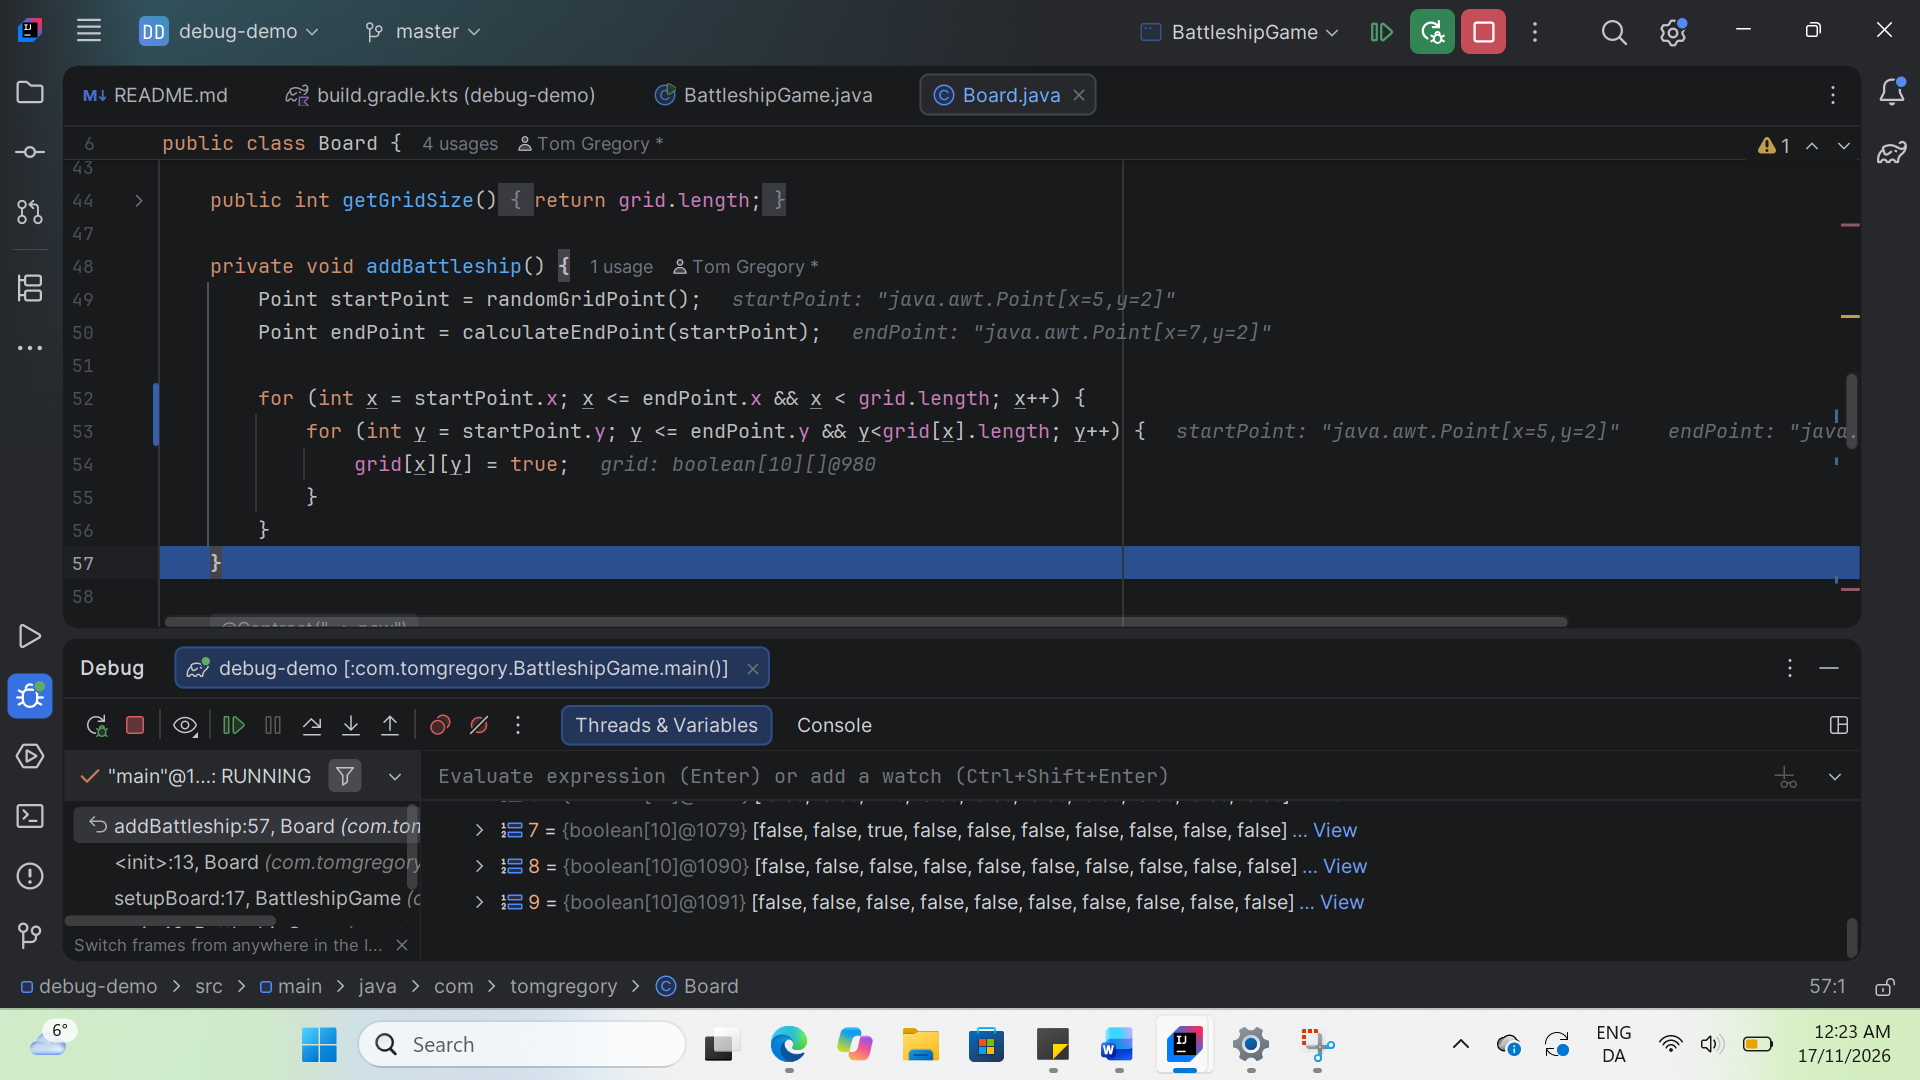 DD debug-demo master BattleshipGame
M↓ README.md build.gradle.kts (debug-demo) BattleshipGame.java Board.java
6 public class Board { 4 usages Tom Gregory * 1
43
44 public int getGridSize() { return grid.length; }
47
48 private void addBattleship() { 1 usage Tom Gregory *
49 Point startPoint = randomGridPoint(); startPoint: "java.awt.Point[x=5,y=2]"
50 Point endPoint = calculateEndPoint(startPoint); endPoint: "java.awt.Point[x=7,y=2]"
51
52 for (int x = startPoint.x; x <= endPoint.x && x < grid.length; x++) {
53 for (int y = startPoint.y; y <= endPoint.y && y<grid[x].length; y++) { startPoint: "java.awt.Point[x=5,y=2]" endPoint: "java.
54 grid[x][y] = true; grid: boolean[10][]@980
55 }
56 }
57 }
58
Debug debug-demo [:com.tomgregory.BattleshipGame.main()]
Threads & Variables Console
"main"@1...: RUNNING Evaluate expression (Enter) or add a watch (Ctrl+Shift+Enter)
addBattleship:57, Board (com.tom
<init>:13, Board (com.tomgregory
setupBoard:17, BattleshipGame (c
Switch frames from anywhere in the I...
7 = {boolean[10]@1079} [false, false, true, false, false, false, false, false, false, false] ... View
8 = {boolean[10]@1090} [false, false, false, false, false, false, false, false, false, false] ... View
9 = {boolean[10]@1091} [false, false, false, false, false, false, false, false, false, false] ... View
debug-demo > src > main > java > com > tomgregory > Board 57:1
6°
Search
ENG
DA
12:23 AM
17/11/2026